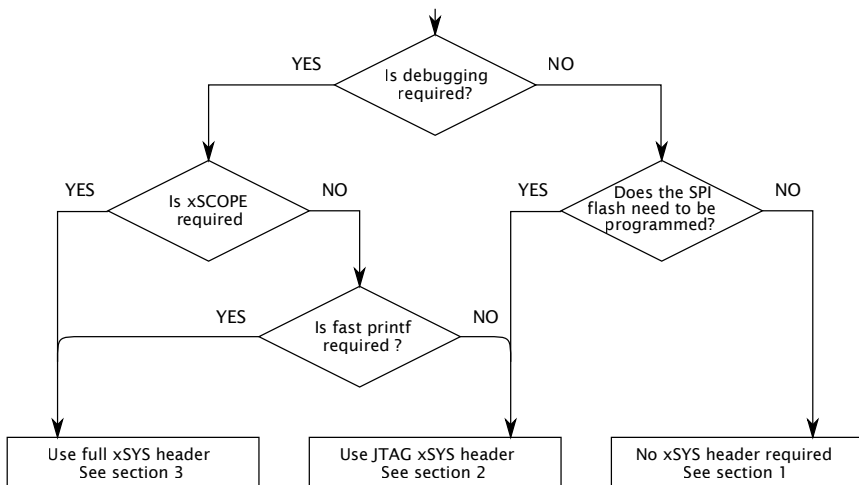 YES
NO
Is debugging
required?
YES
NO
YES
NO
Is xSCOPE
required
Does the SPI
flash need to be
programmed?
YES
NO
Is fast printf
required ?
Use full xSYS header
See section 3
Use JTAG xSYS header
See section 2
No xSYS header required
See section 1